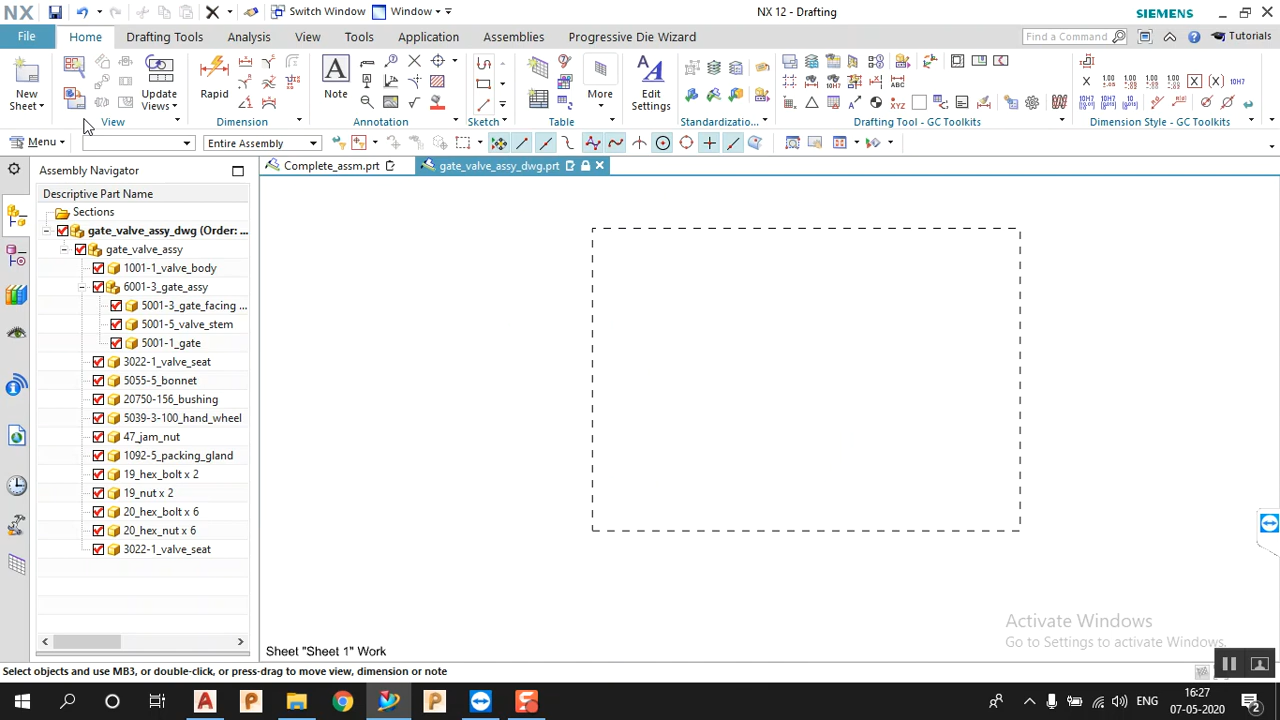 NX
Switch Window
Window
NX 12 - Drafting
SIEMENS
File
Home
Drafting Tools
Analysis
View
Tools
Application
Assemblies
Progressive Die Wizard
Find a Command
Tutorials
New
Sheet
Update
Views
View
Rapid
Dimension
Note
Annotation
Sketch
Table
More
Edit
Settings
Standardizatio...
Drafting Tool - GC Toolkits
Dimension Style - GC Toolkits
Menu
Entire Assembly
Assembly Navigator
Complete_assm.prt
gate_valve_assy_dwg.prt
Descriptive Part Name
Sections
gate_valve_assy_dwg (Order: ...
gate_valve_assy
1001-1_valve_body
6001-3_gate_assy
5001-3_gate_facing ...
5001-5_valve_stem
5001-1_gate
3022-1_valve_seat
5055-5_bonnet
20750-156_bushing
5039-3-100_hand_wheel
47_jam_nut
1092-5_packing_gland
19_hex_bolt x 2
19_nut x 2
20_hex_bolt x 6
20_hex_nut x 6
3022-1_valve_seat
Activate Windows
Go to Settings to activate Windows.
Sheet "Sheet 1" Work
Select objects and use MB3, or double-click, or press-drag to move view, dimension or note
ENG
16:27
07-05-2020
2